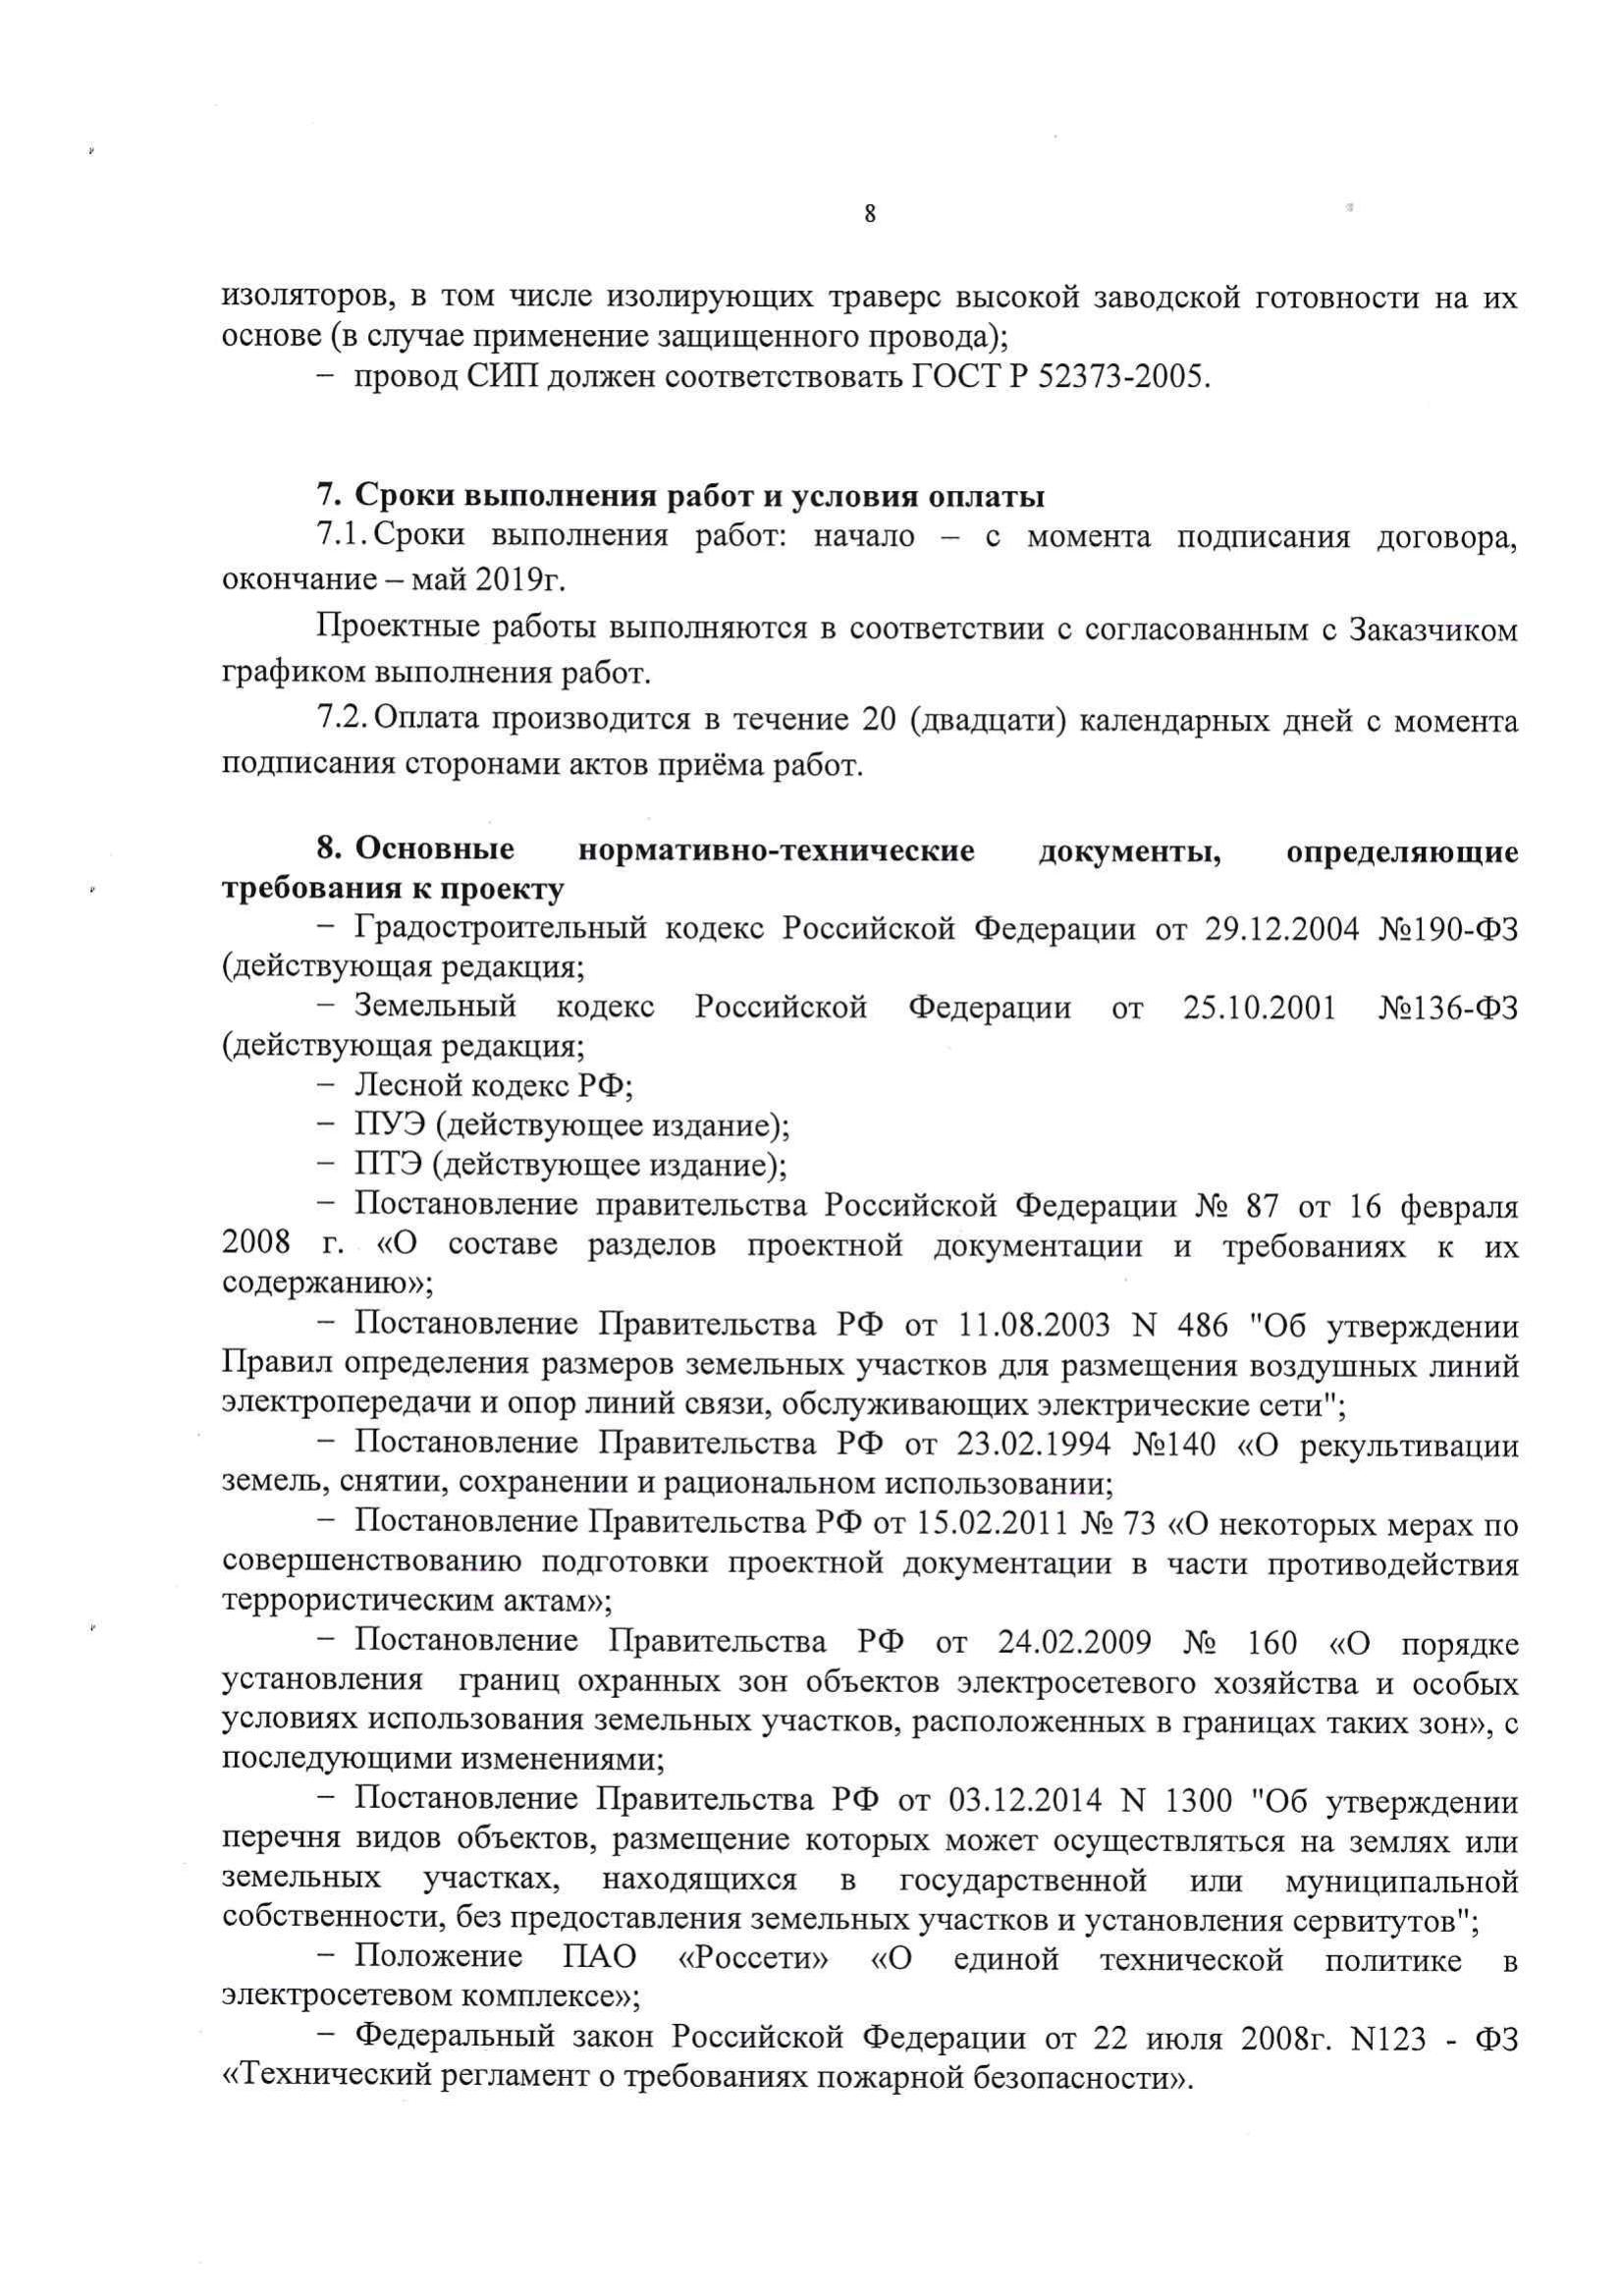 8
изоляторов, в том числе изолирующих траверс высокой заводской готовности на их
основе (в случае применение защищенного провода);
– провод СИП должен соответствовать ГОСТ Р 52373-2005.
7. Сроки выполнения работ и условия оплаты
7.1. Сроки выполнения работ: начало – с момента подписания договора,
окончание – май 2019г.
Проектные работы выполняются в соответствии с согласованным с Заказчиком
графиком выполнения работ.
7.2. Оплата производится в течение 20 (двадцати) календарных дней с момента
подписания сторонами актов приёма работ.
8. Основные нормативно-технические документы, определяющие
требования к проекту
– Градостроительный кодекс Российской Федерации от 29.12.2004 №190-ФЗ
(действующая редакция;
– Земельный кодекс Российской Федерации от 25.10.2001 №136-ФЗ
(действующая редакция;
– Лесной кодекс РФ;
– ПУЭ (действующее издание);
– ПТЭ (действующее издание);
– Постановление правительства Российской Федерации № 87 от 16 февраля
2008 г. «О составе разделов проектной документации и требованиях к их
содержанию»;
– Постановление Правительства РФ от 11.08.2003 N 486 "Об утверждении
Правил определения размеров земельных участков для размещения воздушных линий
электропередачи и опор линий связи, обслуживающих электрические сети";
– Постановление Правительства РФ от 23.02.1994 №140 «О рекультивации
земель, снятии, сохранении и рациональном использовании;
– Постановление Правительства РФ от 15.02.2011 № 73 «О некоторых мерах по
совершенствованию подготовки проектной документации в части противодействия
террористическим актам»;
– Постановление Правительства РФ от 24.02.2009 № 160 «О порядке
установления границ охранных зон объектов электросетевого хозяйства и особых
условиях использования земельных участков, расположенных в границах таких зон», с
последующими изменениями;
– Постановление Правительства РФ от 03.12.2014 N 1300 "Об утверждении
перечня видов объектов, размещение которых может осуществляться на землях или
земельных участках, находящихся в государственной или муниципальной
собственности, без предоставления земельных участков и установления сервитутов";
– Положение ПАО «Россети» «О единой технической политике в
электросетевом комплексе»;
– Федеральный закон Российской Федерации от 22 июля 2008г. N123 - ФЗ
«Технический регламент о требованиях пожарной безопасности».